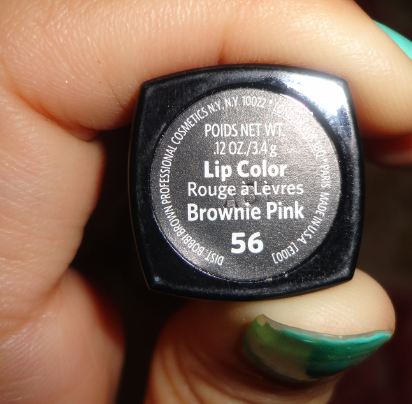 POIDS NET WT.
.12 OZ./3.4 g
Lip Color
Rouge à Lèvres
Brownie Pink
56
DIST. BOBBI BROWN PROFESSIONAL COSMETICS N.Y., N.Y. 10022 • PARIS MADE IN U.S.A. [E100]